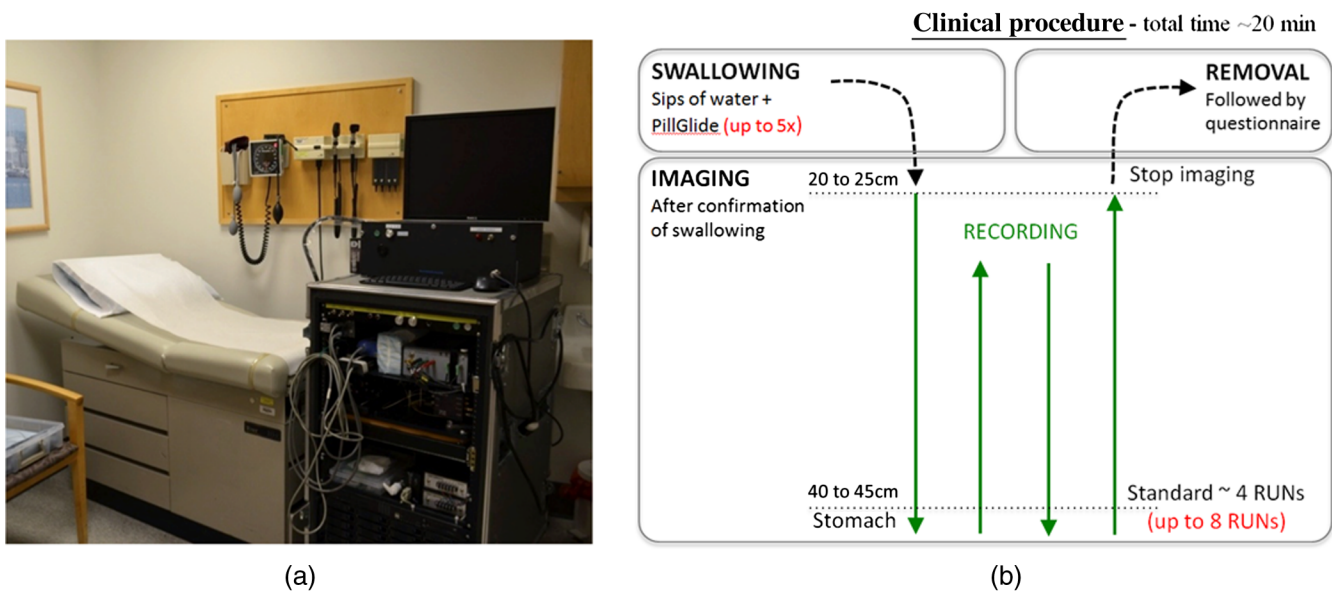 Clinical procedure - total time ~20 min
SWALLOWING
Sips of water +
PillGlide (up to 5x)
REMOVAL
Followed by
questionnaire
IMAGING
After confirmation
of swallowing
20 to 25cm
Stop imaging
RECORDING
40 to 45cm
Stomach
Standard ~ 4 RUNs
(up to 8 RUNs)
(a)
(b)